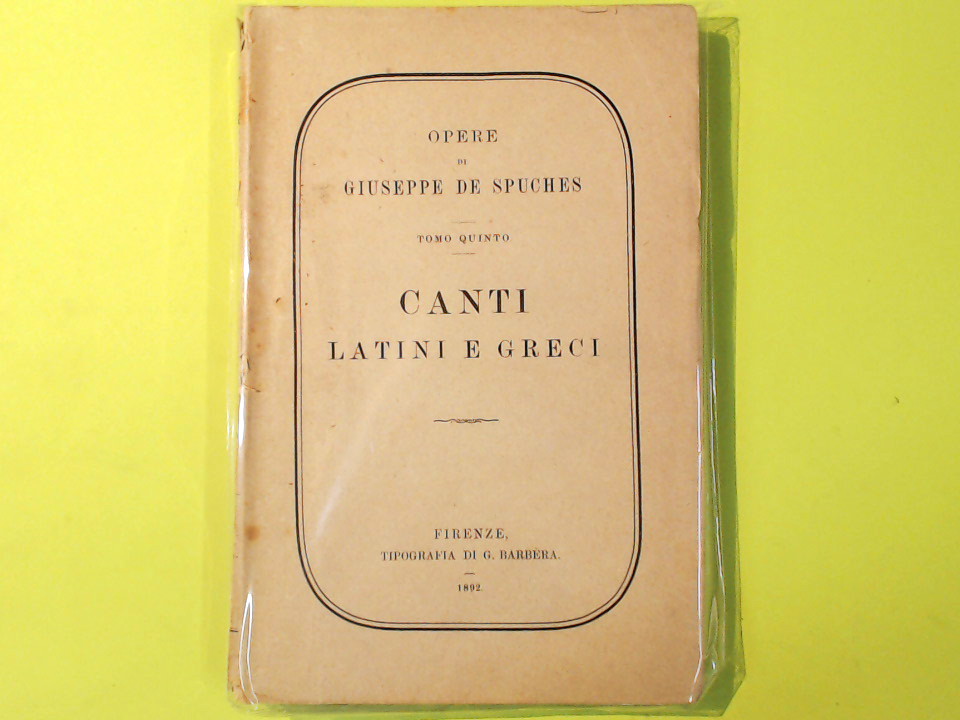 OPERE
DI
GIUSEPPE DE SPUCHES
TOMO QUINTO
CANTI
LATINI E GRECI
FIRENZE,
TIPOGRAFIA DI G. BARBÈRA.
1892.